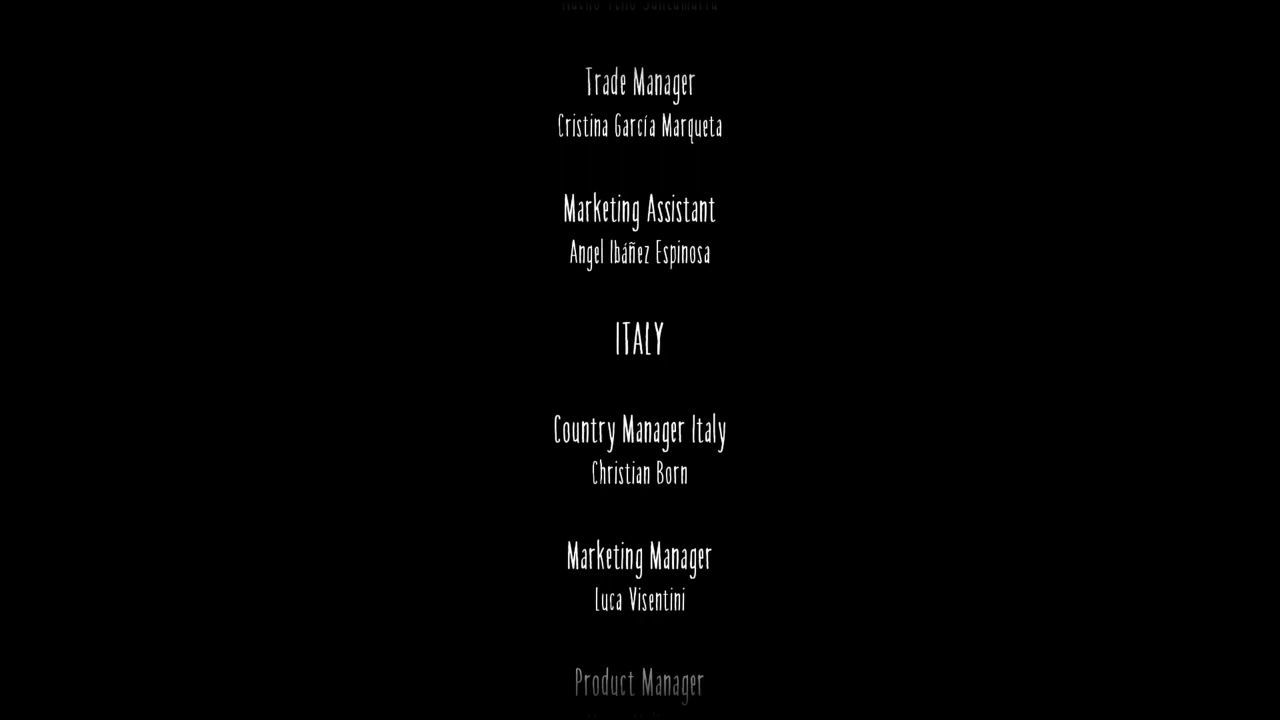 Trade Manager
Cristina García Marqueta
Marketing Assistant
Angel Ibáñez Espinosa
ITALY
Country Manager Italy
Christian Born
Marketing Manager
Luca Visentini
Product Manager